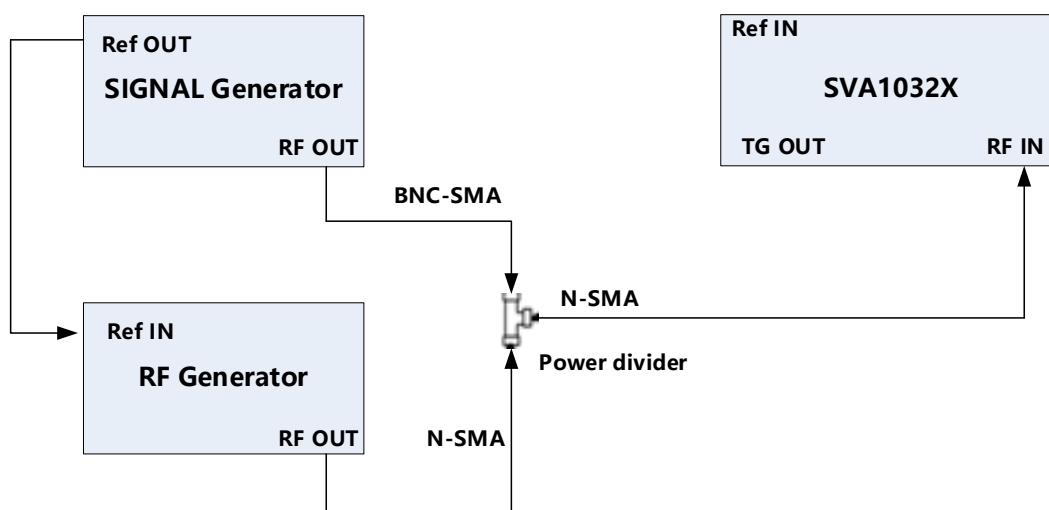 Ref OUT
SIGNAL Generator
RF OUT
Ref IN
SVA1032X
TG OUT
RF IN
BNC-SMA
N-SMA
Power divider
Ref IN
RF Generator
RF OUT
N-SMA